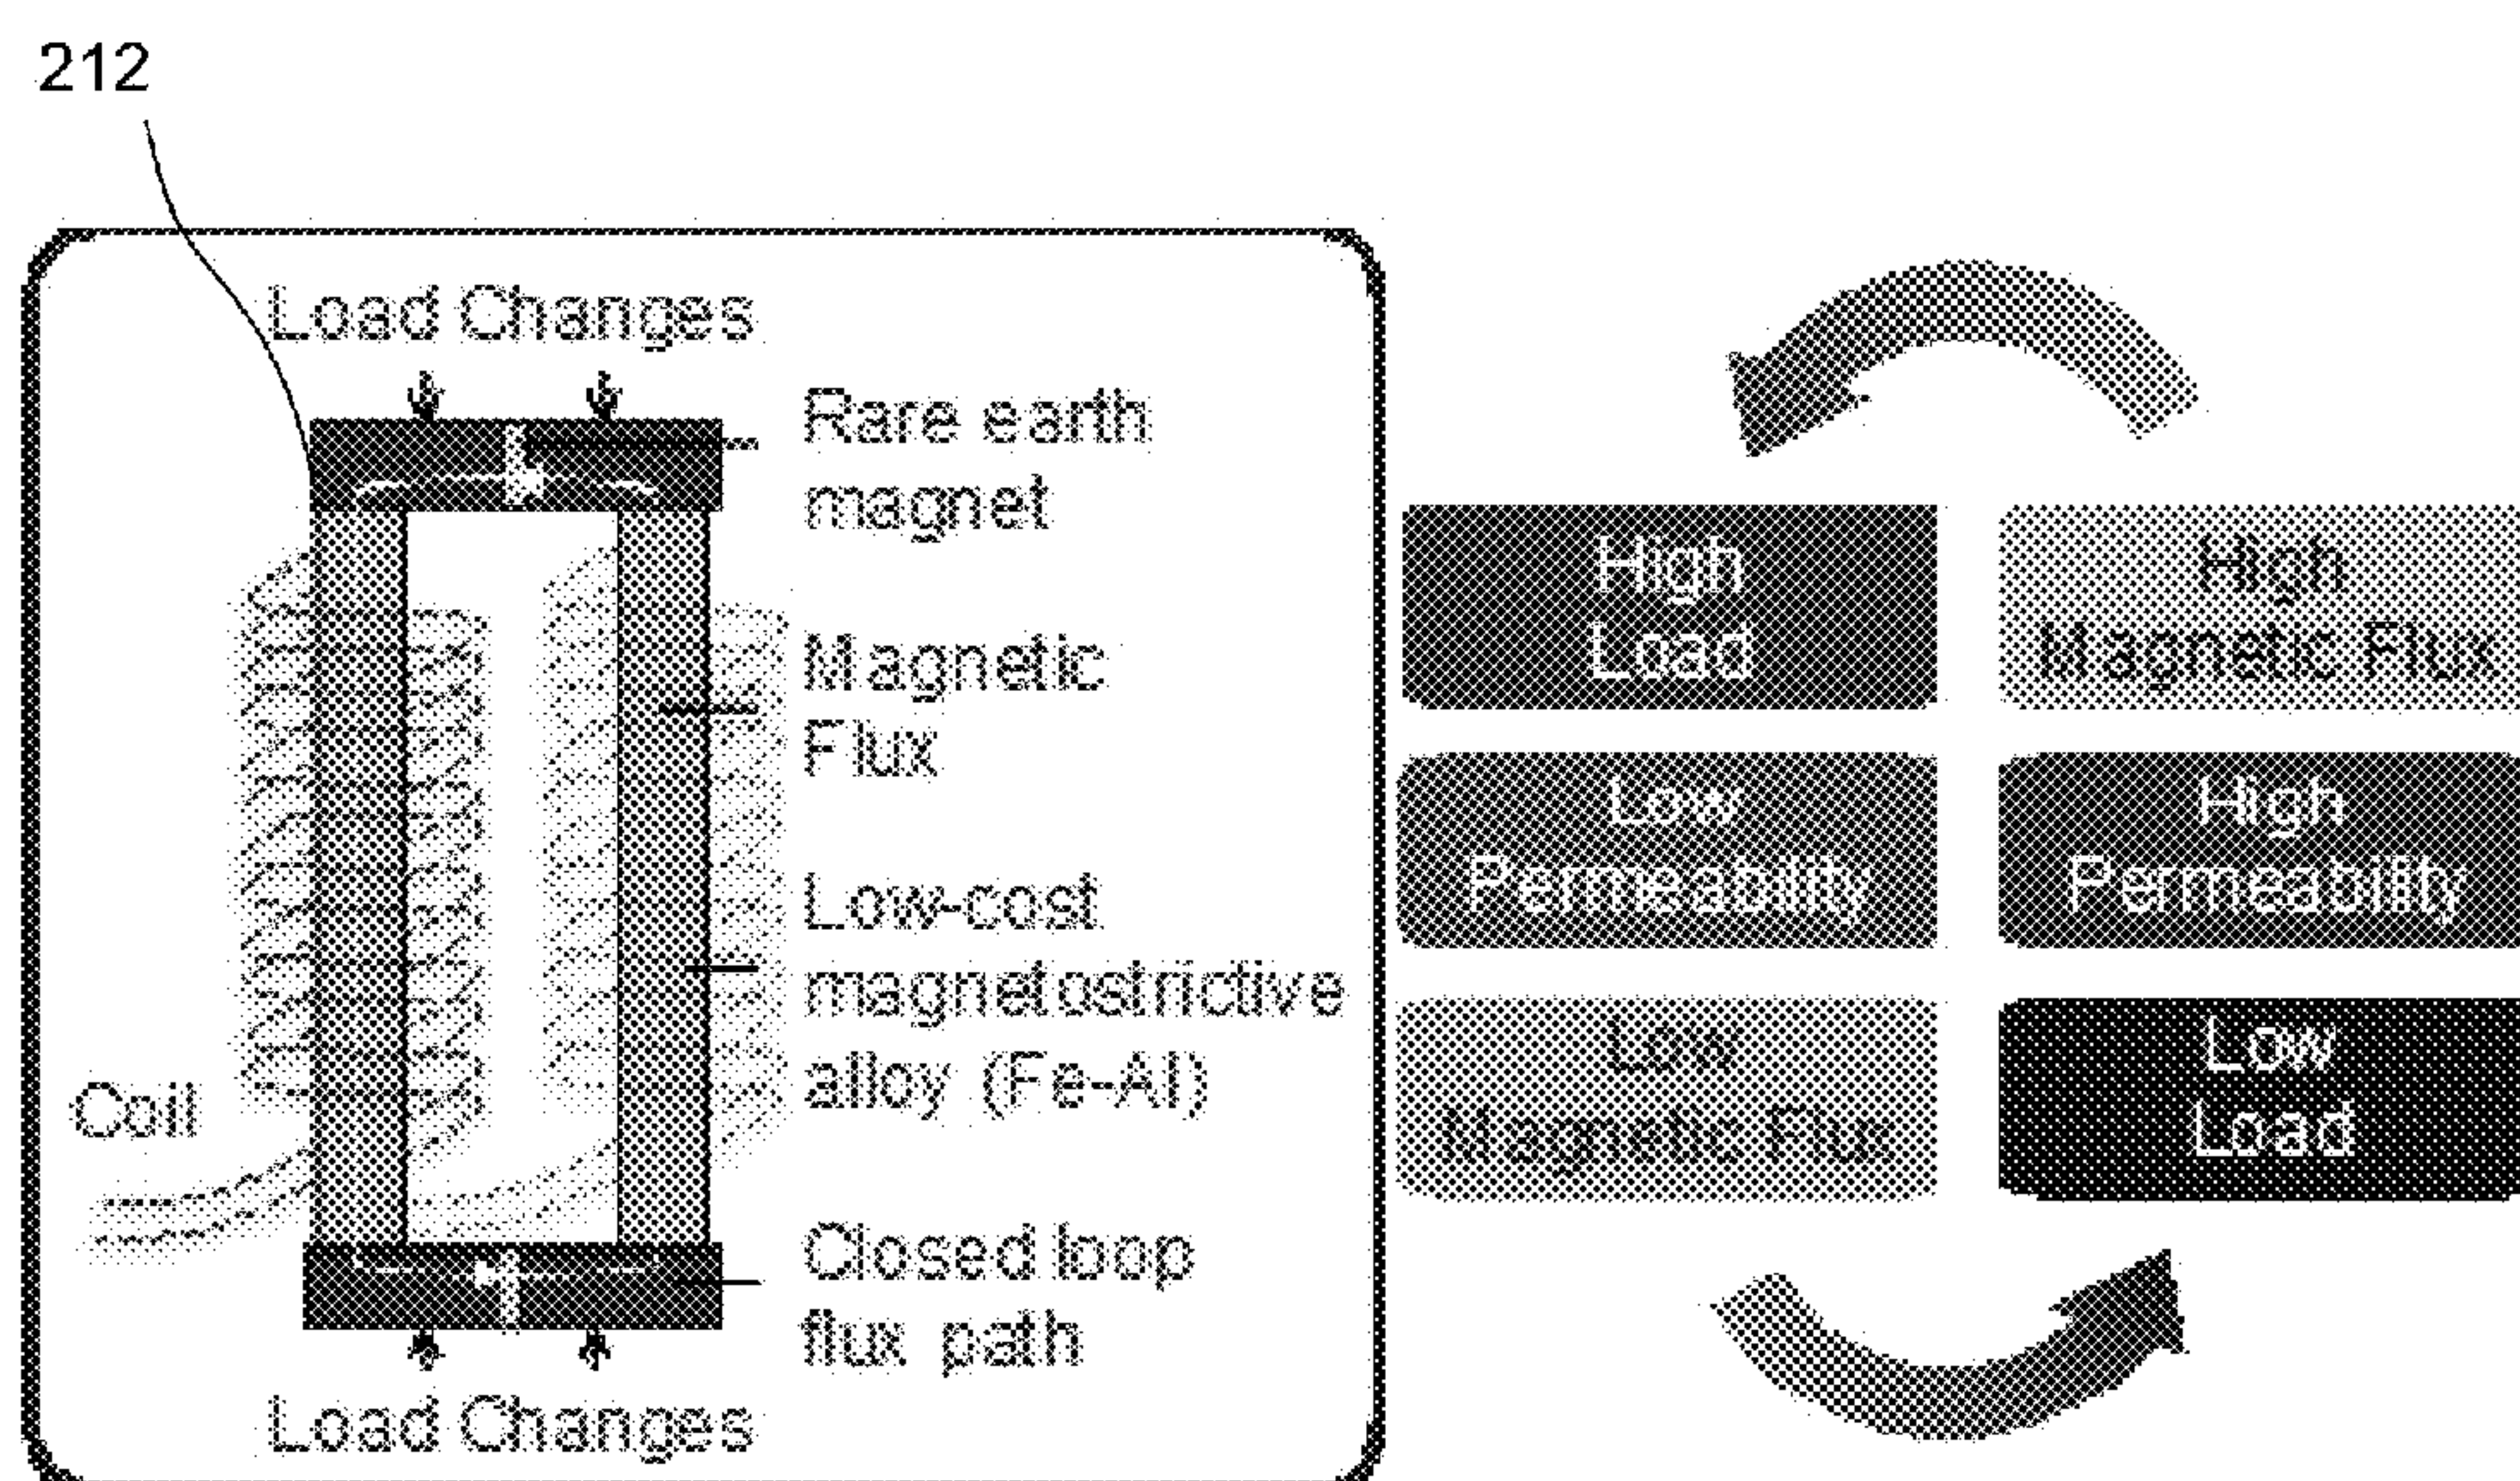 212
Load Changes
Rare earth
magnet
Magnetic
Flux
Low-cost
magnetostrictive
alloy (Fe-Al)
Coil
Closed loop
flux path
Load Changes
High
Load
Low
Permeability
Low
Magnetic Flux
High
Magnetic Flux
High
Permeability
Low
Load